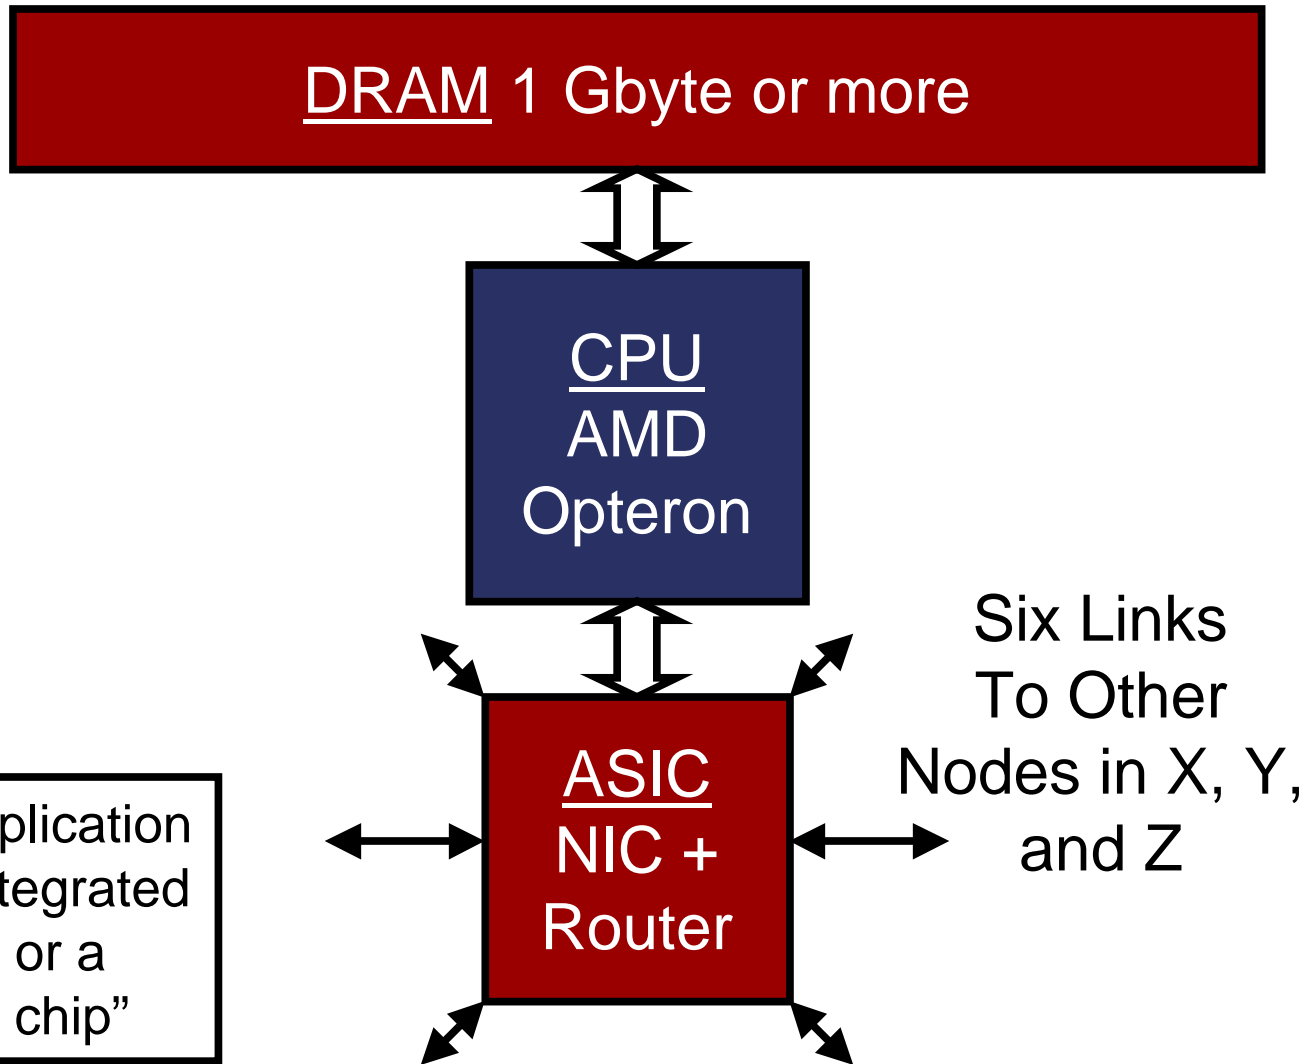 DRAM 1 Gbyte or more
CPU
AMD
Opteron
Six Links
To Other
Nodes in X, Y,
and Z
ASIC
NIC +
Router
plication
tegrated
or a
chip”